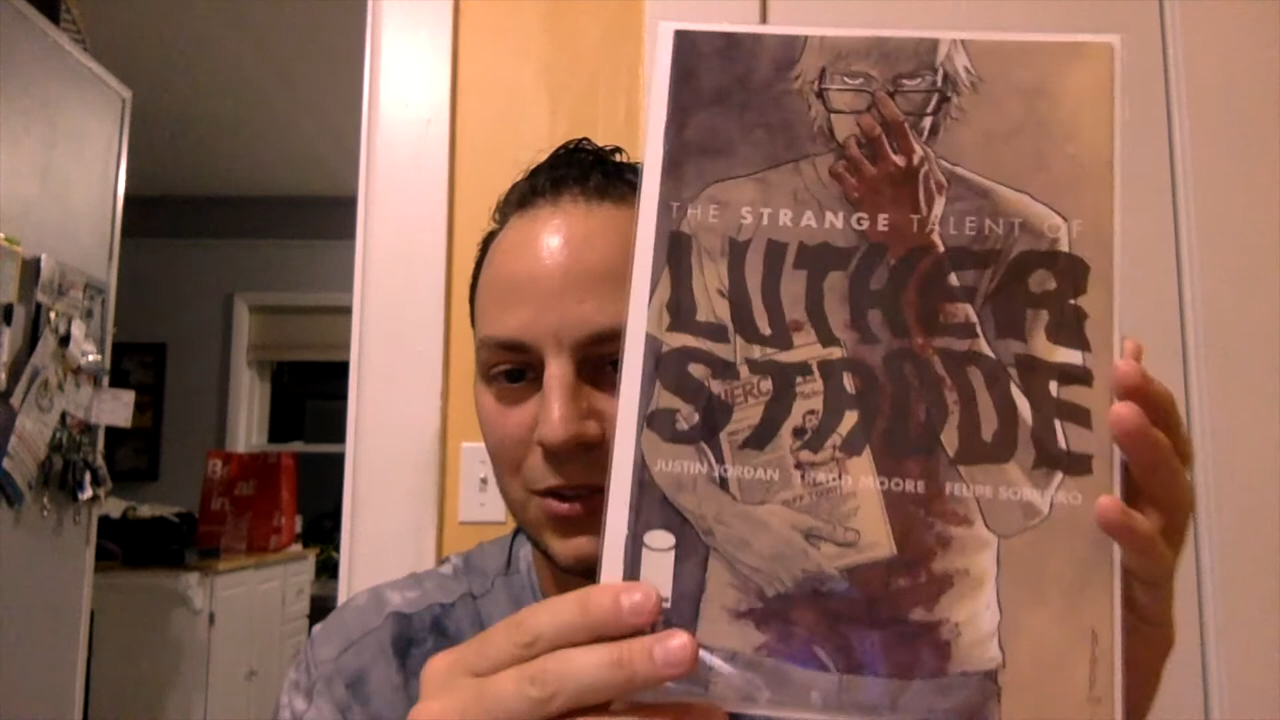 THE STRANGE TALENT OF
LUTHER
STRODE
JUSTIN JORDAN TRADD MOORE FELIPE SOBREIRO